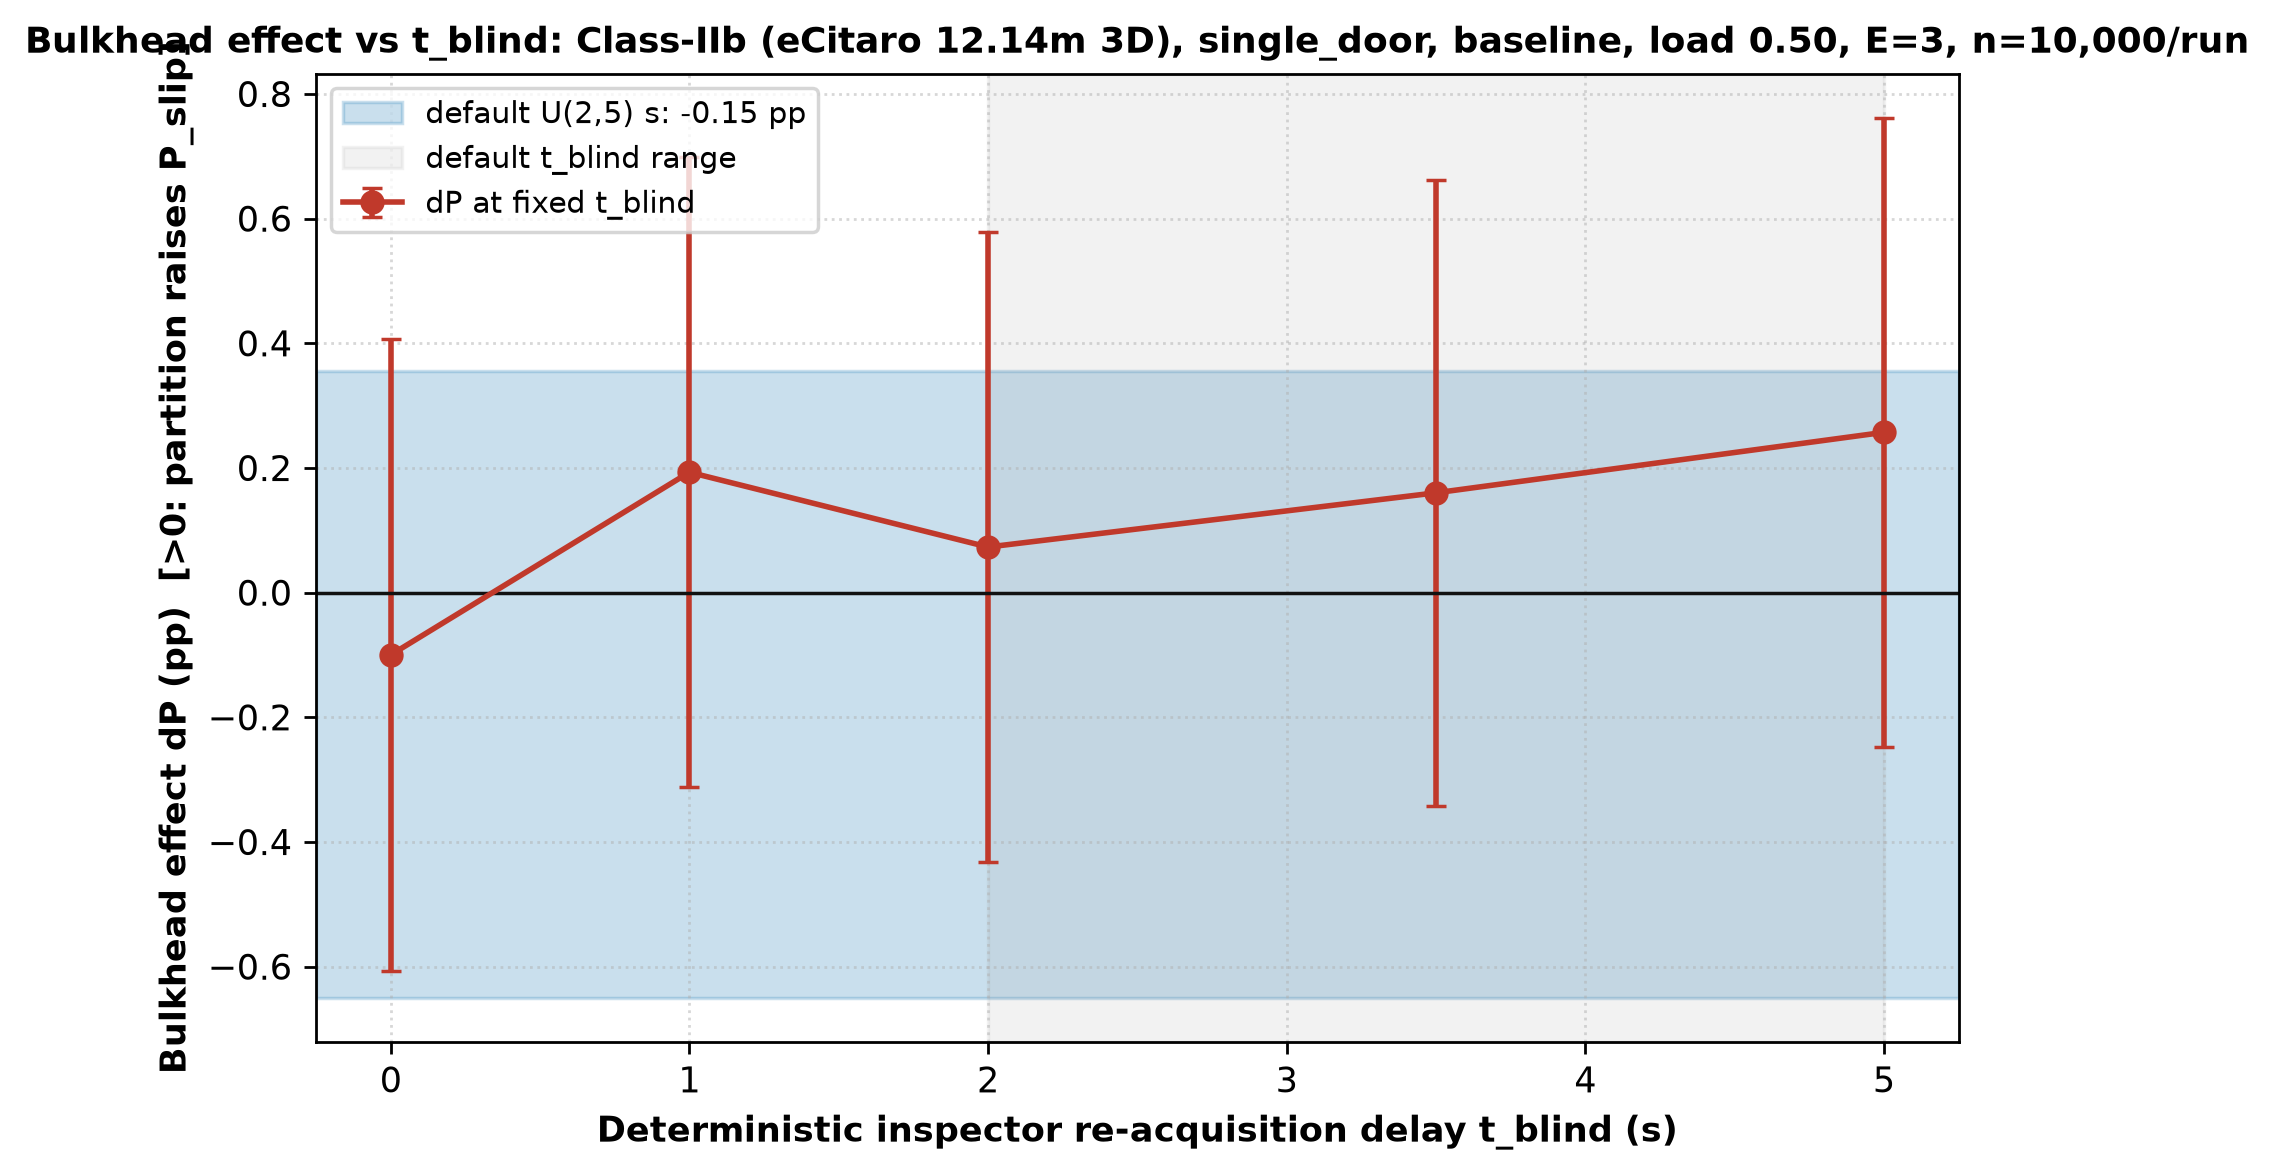 Bulkhead effect vs t_blind: Class-IIb (eCitaro 12.14m 3D), single_door, baseline, load 0.50, E=3, n=10,000/run
Bulkhead effect dP (pp)  [>0: partition raises P_slip]
0.8
0.6
0.4
0.2
0.0
−0.2
−0.4
−0.6
default U(2,5) s: -0.15 pp
default t_blind range
dP at fixed t_blind
0
1
2
3
4
5
Deterministic inspector re-acquisition delay t_blind (s)